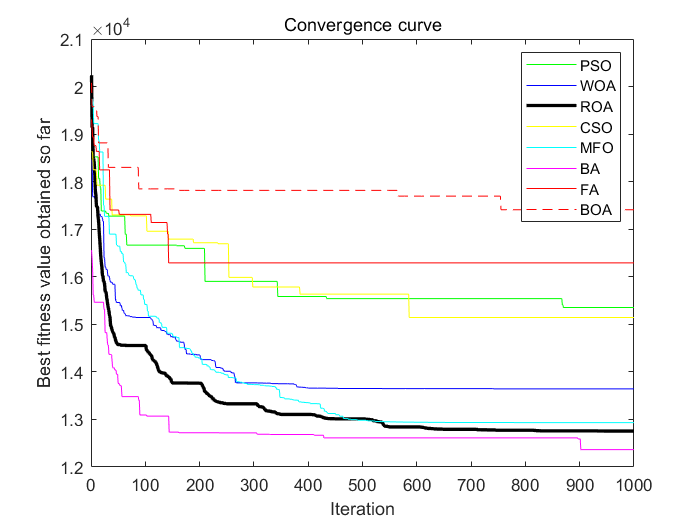 ×10⁴
Convergence curve
2.1
2
1.9
1.8
1.7
1.6
1.5
1.4
1.3
1.2
Best fitness value obtained so far
PSO
WOA
ROA
CSO
MFO
BA
FA
BOA
0 100 200 300 400 500 600 700 800 900 1000
Iteration